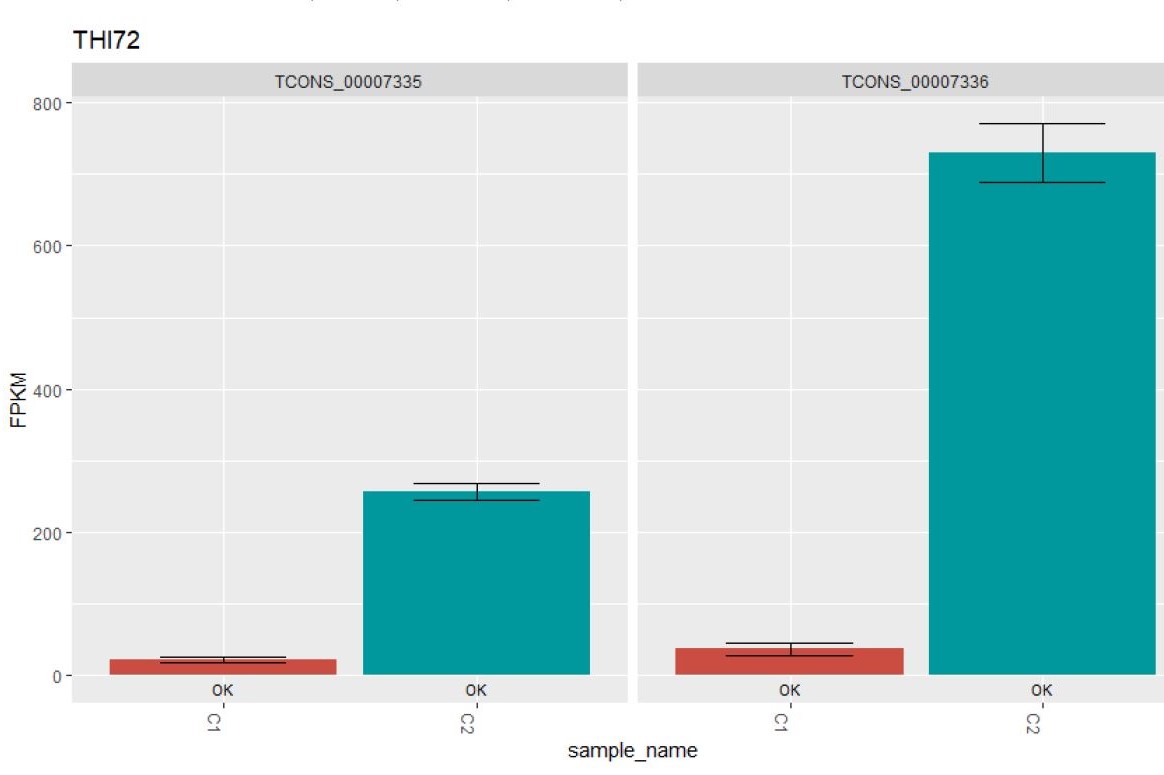 THI72
TCONS_00007335
TCONS_00007336
800
600
400
200
0
FPKM
OK
OK
OK
OK
C1
C2
C1
C2
sample_name